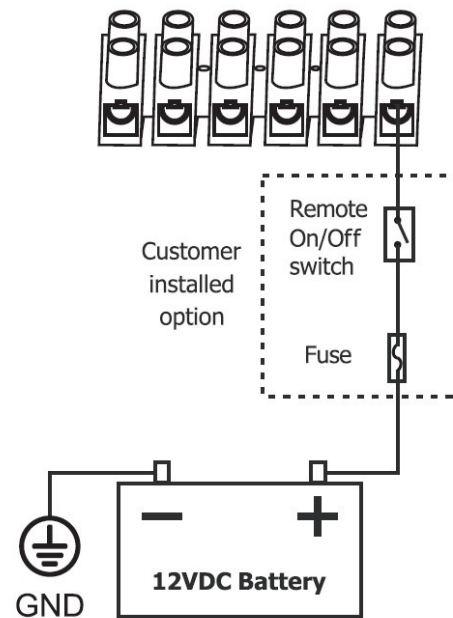 Remote
On/Off
switch
Customer
installed
option
Fuse
12VDC Battery
GND